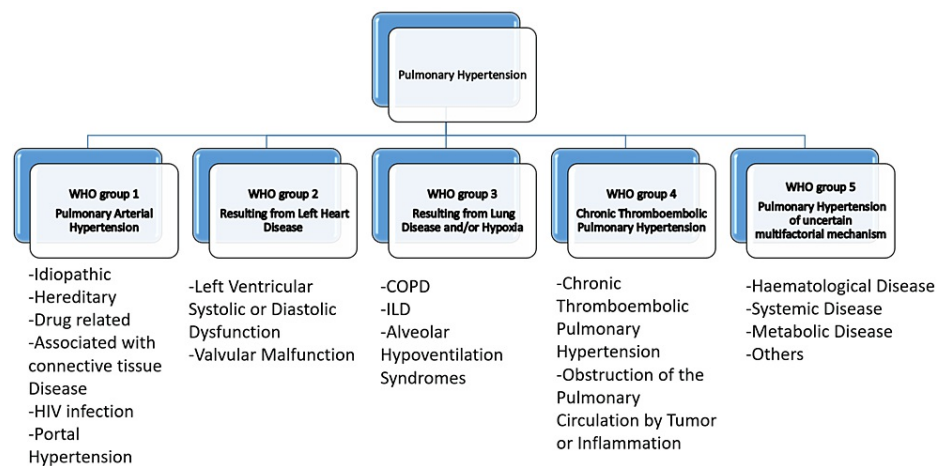 Pulmonary Hypertension
WHO group 1
Pulmonary Arterial
Hypertension
-Idiopathic
-Hereditary
-Drug related
-Associated with
connective tissue
Disease
-HIV infection
-Portal
Hypertension
WHO group 2
Resulting from Left Heart
Disease
-Left Ventricular
Systolic or Diastolic
Dysfunction
-Valvular Malfunction
WHO group 3
Resulting from Lung
Disease and/or Hypoxia
-COPD
-ILD
-Alveolar
Hypoventilation
Syndromes
WHO group 4
Chronic Thromboembolic
Pulmonary Hypertension
-Chronic
Thromboembolic
Pulmonary
Hypertension
-Obstruction of the
Pulmonary
Circulation by Tumor
or Inflammation
WHO group 5
Pulmonary Hypertension
of uncertain
multifactorial mechanism
-Haematological Disease
-Systemic Disease
-Metabolic Disease
-Others